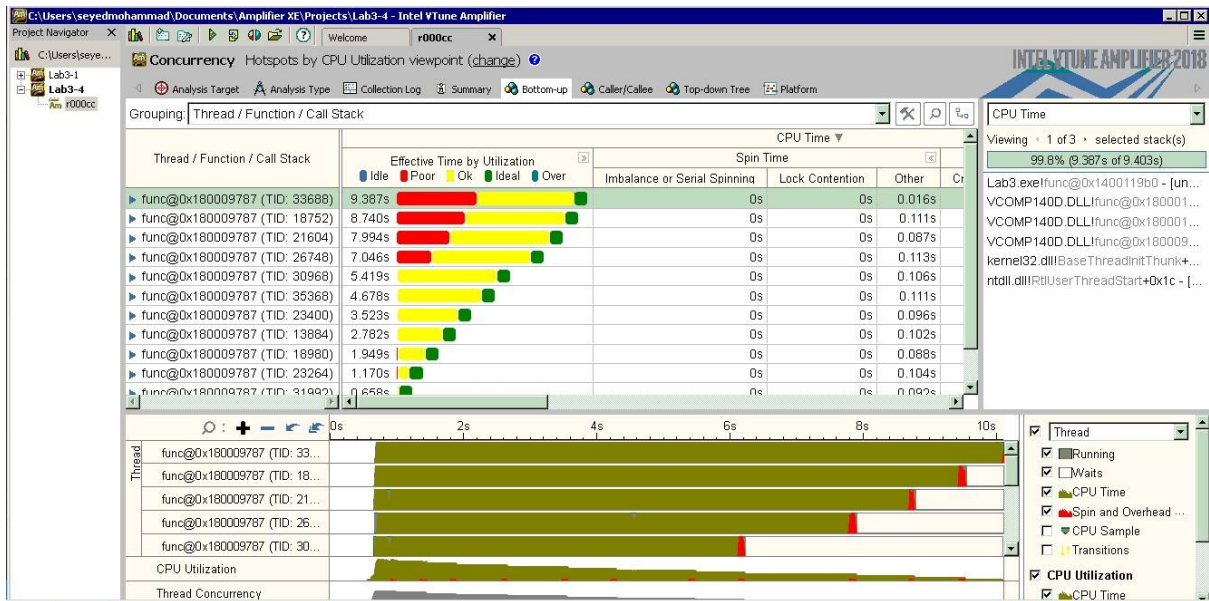 C:\Users\seyedmohammad\Documents\Amplifier XE\Projects\Lab3-4 - Intel VTune Amplifier
Project Navigator
C:\Users\seye...
Lab3-1
Lab3-4
r000cc
Welcome
r000cc
Concurrency Hotspots by CPU Utilization viewpoint (change)
INTEL VTUNE AMPLIFIER 2018
Analysis Target Analysis Type Collection Log Summary Bottom-up Caller/Callee Top-down Tree Platform
Grouping: Thread / Function / Call Stack
Thread / Function / Call Stack
CPU Time
Effective Time by Utilization
Idle Poor Ok Ideal Over
Spin Time
Imbalance or Serial Spinning Lock Contention Other Cr
func@0x180009787 (TID: 33688) 9.387s 0s 0s 0.016s
func@0x180009787 (TID: 18752) 8.740s 0s 0s 0.111s
func@0x180009787 (TID: 21604) 7.994s 0s 0s 0.087s
func@0x180009787 (TID: 26748) 7.046s 0s 0s 0.113s
func@0x180009787 (TID: 30968) 5.419s 0s 0s 0.106s
func@0x180009787 (TID: 35368) 4.678s 0s 0s 0.111s
func@0x180009787 (TID: 23400) 3.523s 0s 0s 0.096s
func@0x180009787 (TID: 13884) 2.782s 0s 0s 0.102s
func@0x180009787 (TID: 18980) 1.949s 0s 0s 0.088s
func@0x180009787 (TID: 23264) 1.170s 0s 0s 0.104s
func@0x180009787 (TID: 31992) 0.658s 0s 0s 0.092s
CPU Time
Viewing 1 of 3 selected stack(s)
99.8% (9.387s of 9.403s)
Lab3.exe!func@0x1400119b0 - [un...
VCOMP140D.DLL!func@0x180001...
VCOMP140D.DLL!func@0x180001...
VCOMP140D.DLL!func@0x180009...
kernel32.dll!BaseThreadInitThunk+...
ntdll.dll!RtlUserThreadStart+0x1c - [...
0s 2s 4s 6s 8s 10s
Thread
func@0x180009787 (TID: 33...
func@0x180009787 (TID: 18...
func@0x180009787 (TID: 21...
func@0x180009787 (TID: 26...
func@0x180009787 (TID: 30...
CPU Utilization
Thread Concurrency
Thread
Running
Waits
CPU Time
Spin and Overhead ...
CPU Sample
Transitions
CPU Utilization
CPU Time